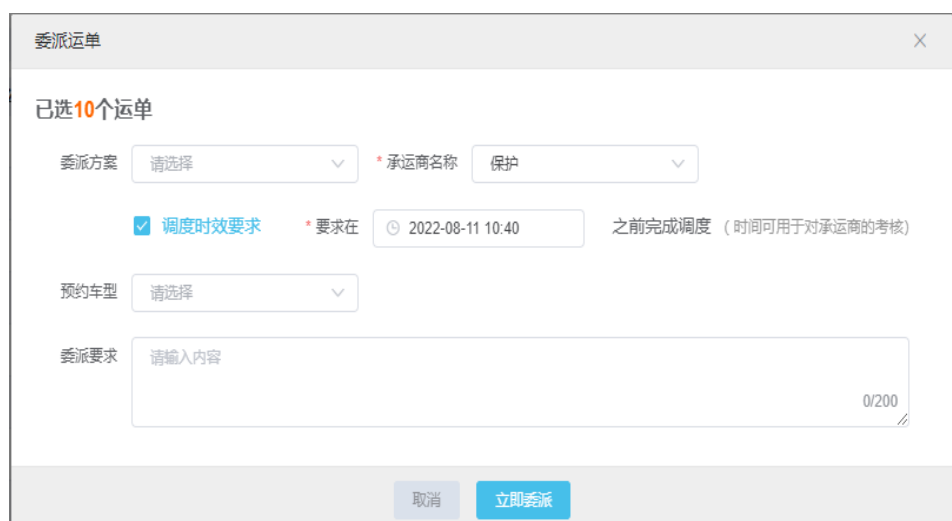 委派运单
已选10个运单
委派方案 请选择 * 承运商名称 保护
调度时效要求 * 要求在 2022-08-11 10:40 之前完成调度 (时间可用于对承运商的考核)
预约车型 请选择
委派要求 请输入内容
0/200
取消 立即委派